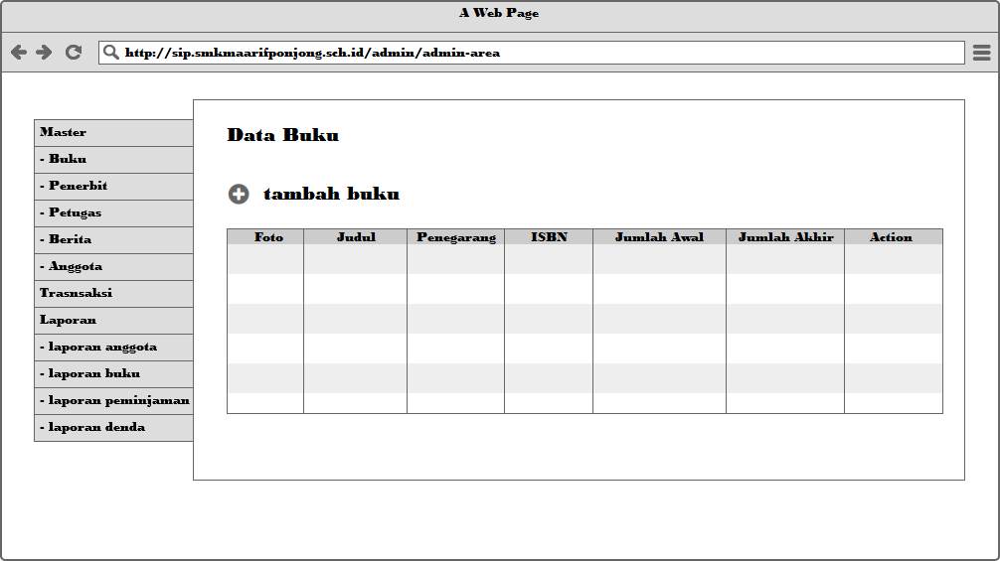 A Web Page
http://sip.smkmaarifponjong.sch.id/admin/admin-area
Master
- Buku
- Penerbit
- Petugas
- Berita
- Anggota
Trasnsaksi
Laporan
- laporan anggota
- laporan buku
- laporan peminjaman
- laporan denda
Data Buku
tambah buku
Foto Judul Penegarang ISBN Jumlah Awal Jumlah Akhir Action